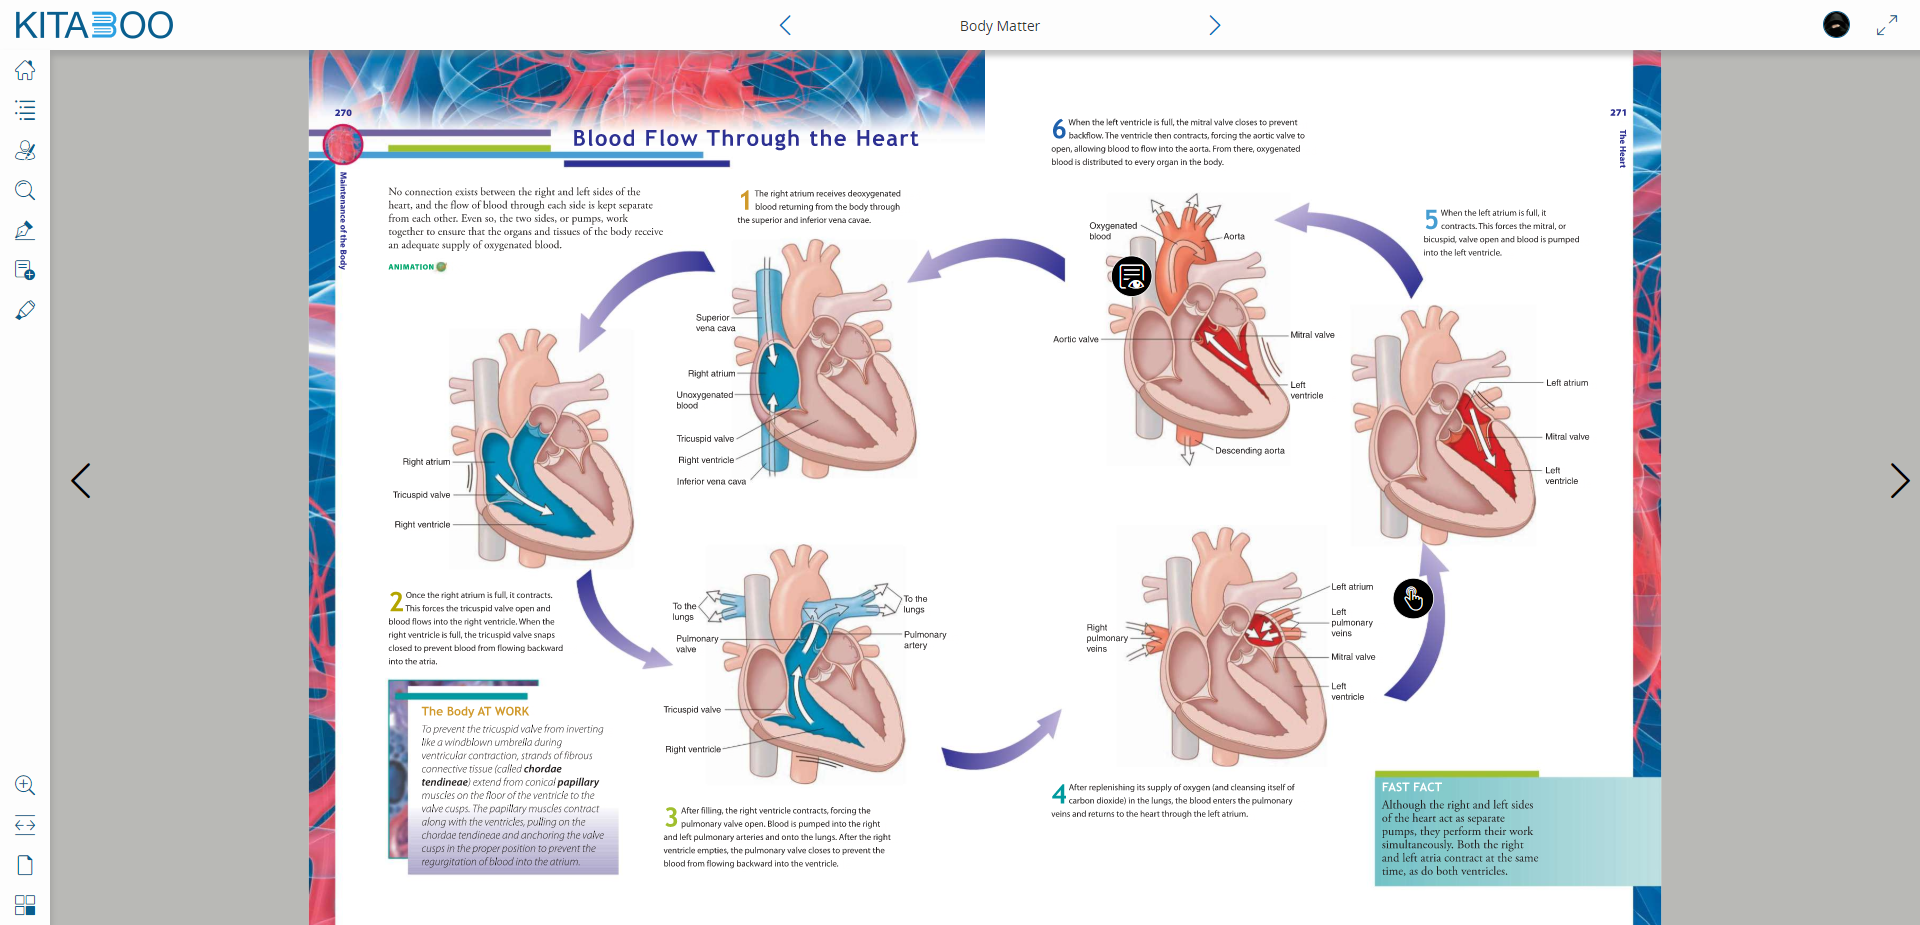 KITABOO
Body Matter
270
Maintenance of the Body
Blood Flow Through the Heart
No connection exists between the right and left sides of the
heart, and the flow of blood through each side is kept separate
from each other. Even so, the two sides, or pumps, work
together to ensure that the organs and tissues of the body receive
an adequate supply of oxygenated blood.
ANIMATION
1 The right atrium receives deoxygenated
blood returning from the body through
the superior and inferior vena cavae.
Superior
vena cava
Right atrium
Unoxygenated
blood
Tricuspid valve
Right ventricle
Inferior vena cava
Right atrium
Tricuspid valve
Right ventricle
2 Once the right atrium is full, it contracts.
This forces the tricuspid valve open and
blood flows into the right ventricle. When the
right ventricle is full, the tricuspid valve snaps
closed to prevent blood from flowing backward
into the atria.
To the
lungs
Pulmonary
valve
To the
lungs
Pulmonary
artery
Tricuspid valve
Right ventricle
The Body AT WORK
To prevent the tricuspid valve from inverting
like a windblown umbrella during
ventricular contraction, strands of fibrous
connective tissue (called chordae
tendineae) extend from conical papillary
muscles on the floor of the ventricle to the
valve cusps. The papillary muscles contract
along with the ventricles, pulling on the
chordae tendineae and anchoring the valve
cusps in the proper position to prevent the
regurgitation of blood into the atrium.
3 After filling, the right ventricle contracts, forcing the
pulmonary valve open. Blood is pumped into the right
and left pulmonary arteries and onto the lungs. After the right
ventricle empties, the pulmonary valve closes to prevent the
blood from flowing backward into the ventricle.
271
The Heart
6 When the left ventricle is full, the mitral valve closes to prevent
backflow. The ventricle then contracts, forcing the aortic valve to
open, allowing blood to flow into the aorta. From there, oxygenated
blood is distributed to every organ in the body.
Oxygenated
blood
Aorta
Aortic valve
Mitral valve
Left
ventricle
Descending aorta
5 When the left atrium is full, it
contracts. This forces the mitral, or
bicuspid, valve open and blood is pumped
into the left ventricle.
Left atrium
Mitral valve
Left
ventricle
Left atrium
Left
pulmonary
veins
Right
pulmonary
veins
Mitral valve
Left
ventricle
4 After replenishing its supply of oxygen (and cleansing itself of
carbon dioxide) in the lungs, the blood enters the pulmonary
veins and returns to the heart through the left atrium.
FAST FACT
Although the right and left sides
of the heart act as separate
pumps, they perform their work
simultaneously. Both the right
and left atria contract at the same
time, as do both ventricles.